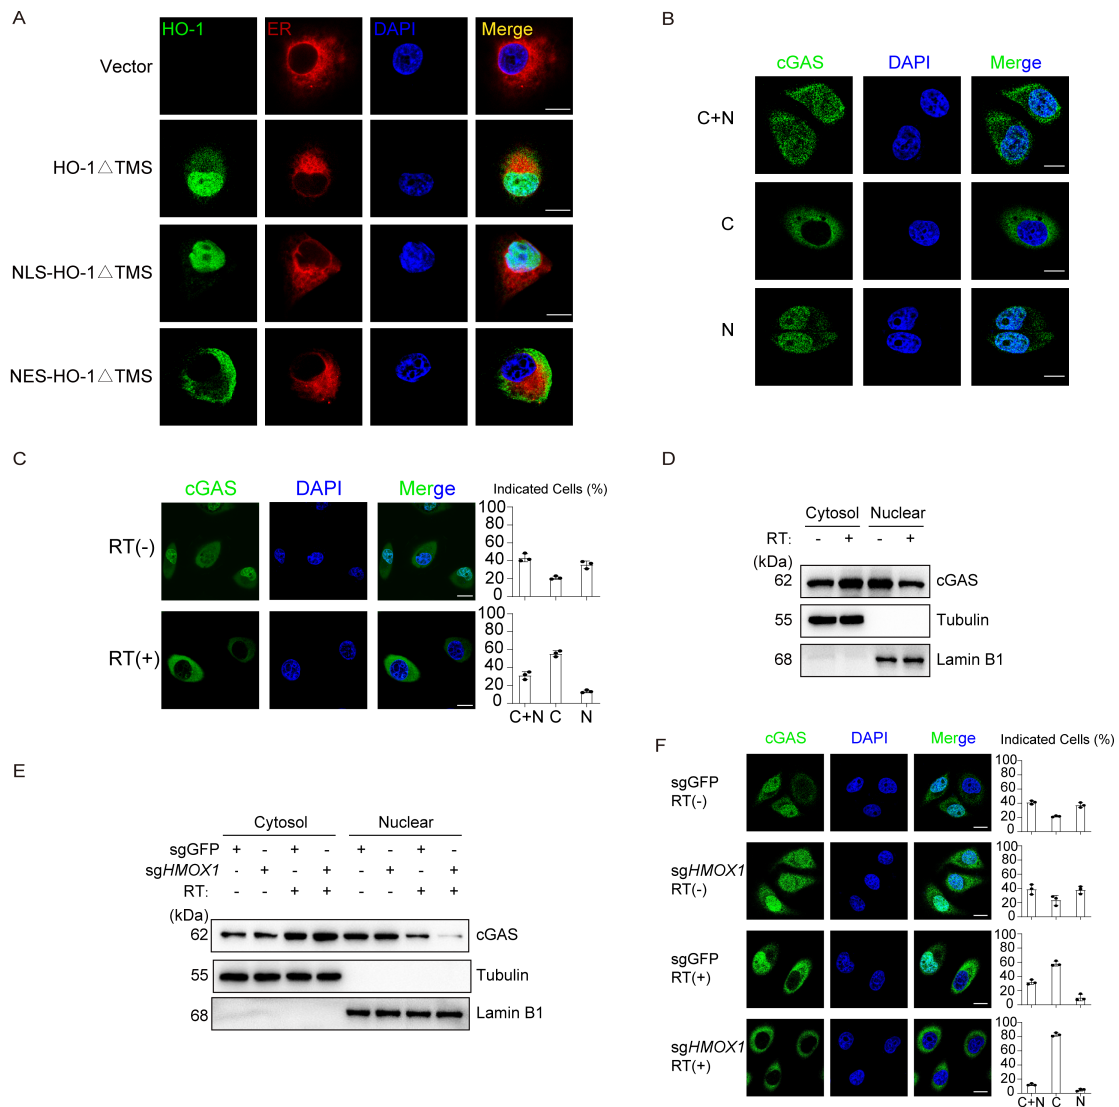 A
HO-1 ER DAPI Merge
Vector
HO-1△TMS
NLS-HO-1△TMS
NES-HO-1△TMS
B
cGAS DAPI Merge
C+N
C
N
C
cGAS DAPI Merge Indicated Cells (%)
RT(-)
100
80
60
40
20
0
RT(+)
100
80
60
40
20
0
C+N C N
D
Cytosol Nuclear
RT: - + - +
(kDa)
62 cGAS
55 Tubulin
68 Lamin B1
E
Cytosol Nuclear
sgGFP + - + - + - + -
sgHMOX1 - + - + - + - +
RT: - - + + - - + +
(kDa)
62 cGAS
55 Tubulin
68 Lamin B1
F
cGAS DAPI Merge Indicated Cells (%)
sgGFP
RT(-)
100
80
60
40
20
0
sgHMOX1
RT(-)
100
80
60
40
20
0
sgGFP
RT(+)
100
80
60
40
20
0
sgHMOX1
RT(+)
100
80
60
40
20
0
C+N C N